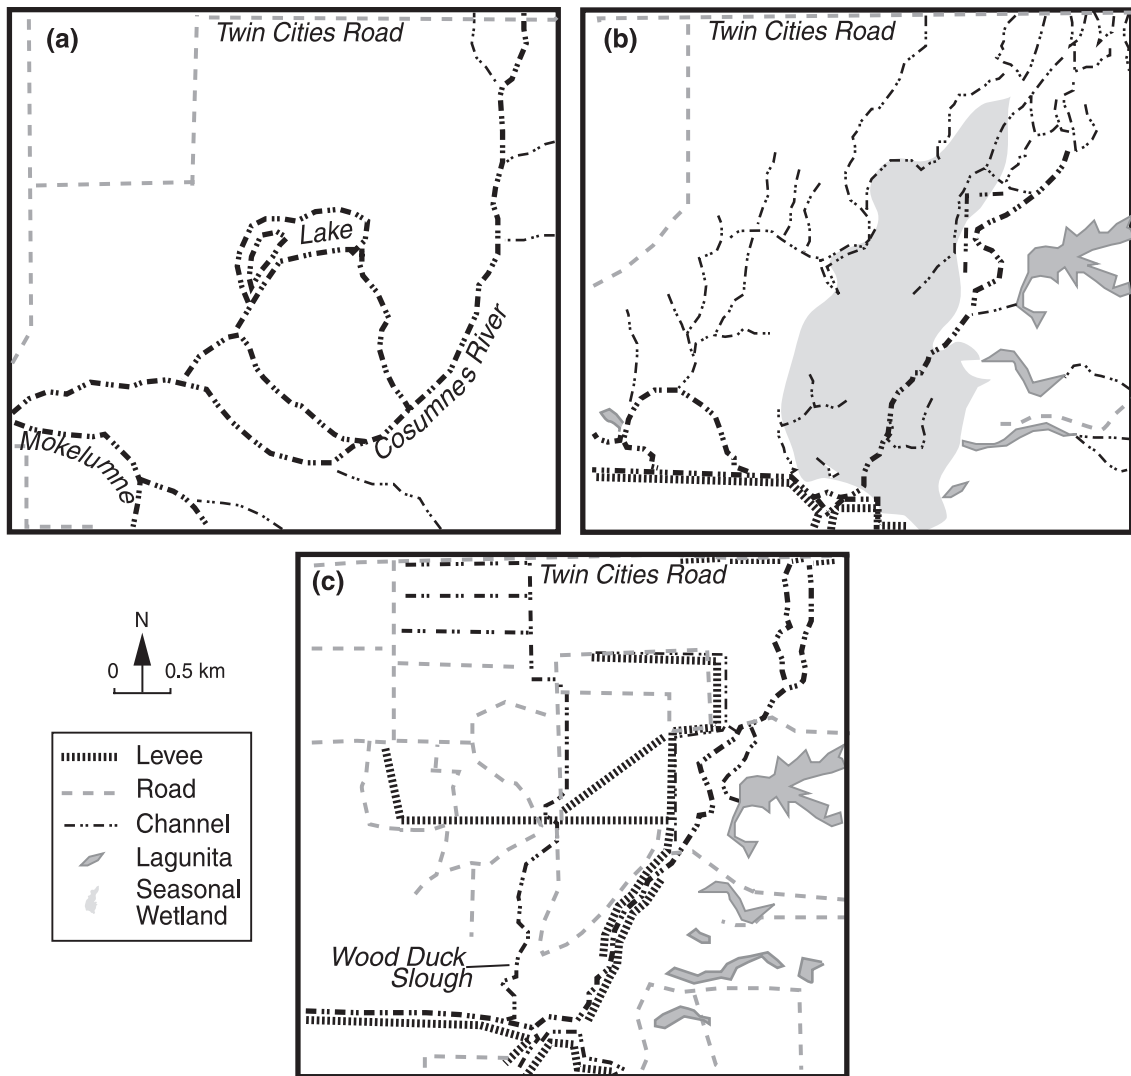 (a)
Twin Cities Road
Lake
Cosumnes River
Mokelumne
(b)
Twin Cities Road
(c)
Twin Cities Road
Wood Duck
Slough
N
0 0.5 km
Levee
Road
Channel
Lagunita
Seasonal
Wetland